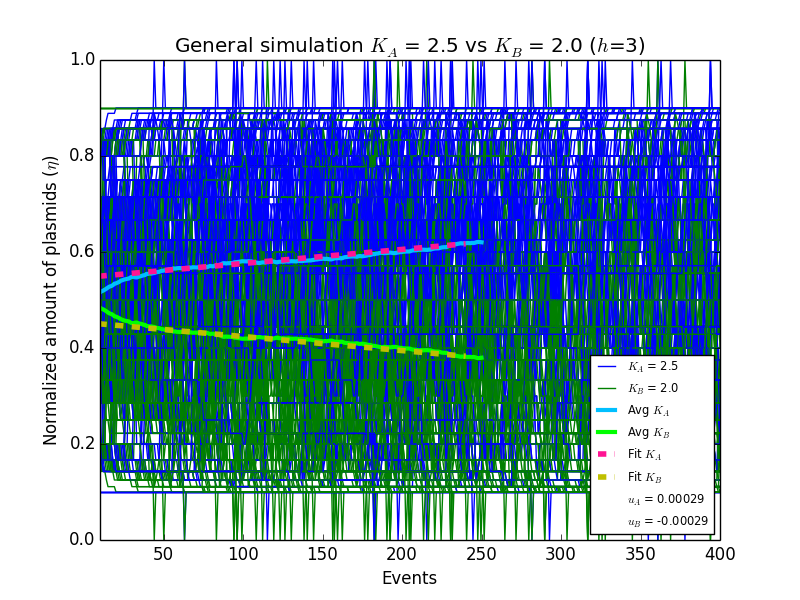 General simulation K_A = 2.5 vs K_B = 2.0 (h=3)
Normalized amount of plasmids (η)
1.0
0.8
0.6
0.4
0.2
0.0
K_A = 2.5
K_B = 2.0
Avg K_A
Avg K_B
Fit K_A
Fit K_B
u_A = 0.00029
u_B = -0.00029
50 100 150 200 250 300 350 400
Events